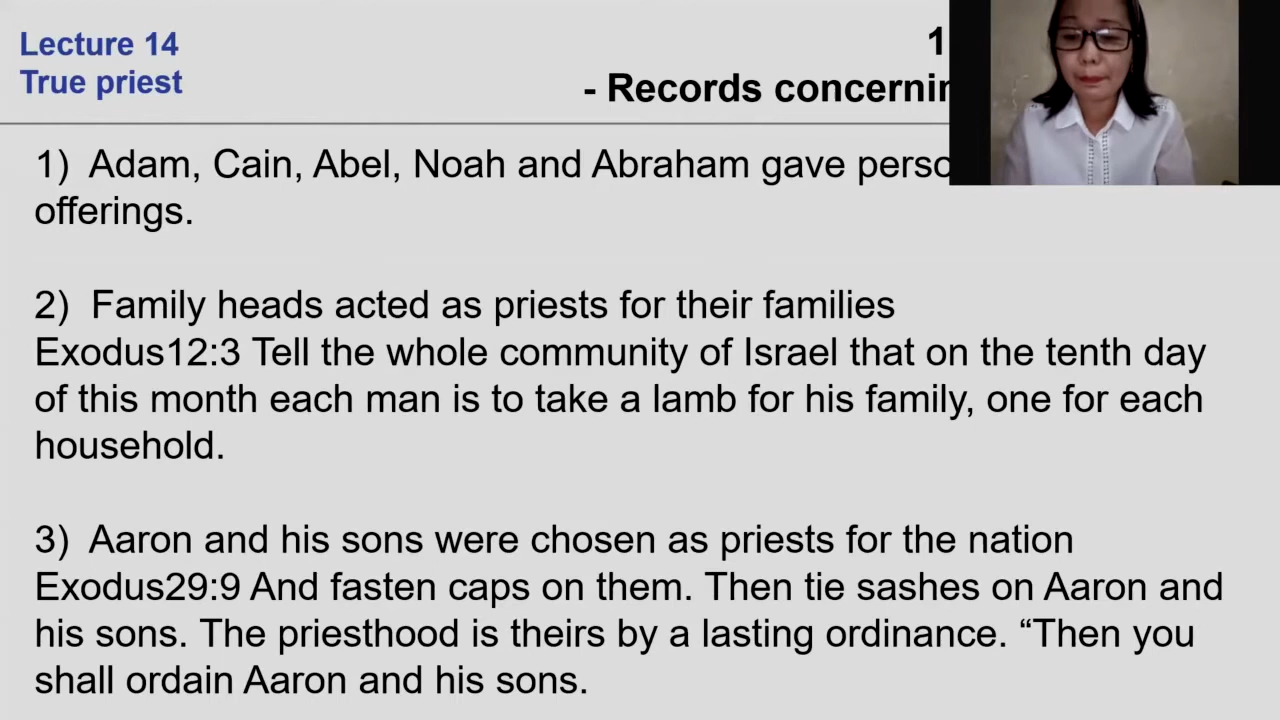 Lecture 14
True priest
1
- Records
1) Adam, Cain, Abel, Noah and Abraham gave
offerings.
2) Family heads acted as priests for their families
Exodus12:3 Tell the whole community of Israel that on the tenth day
of this month each man is to take a lamb for his family, one for each
household.
3) Aaron and his sons were chosen as priests for the nation
Exodus29:9 And fasten caps on them. Then tie sashes on Aaron and
his sons. The priesthood is theirs by a lasting ordinance. “Then you
shall ordain Aaron and his sons.